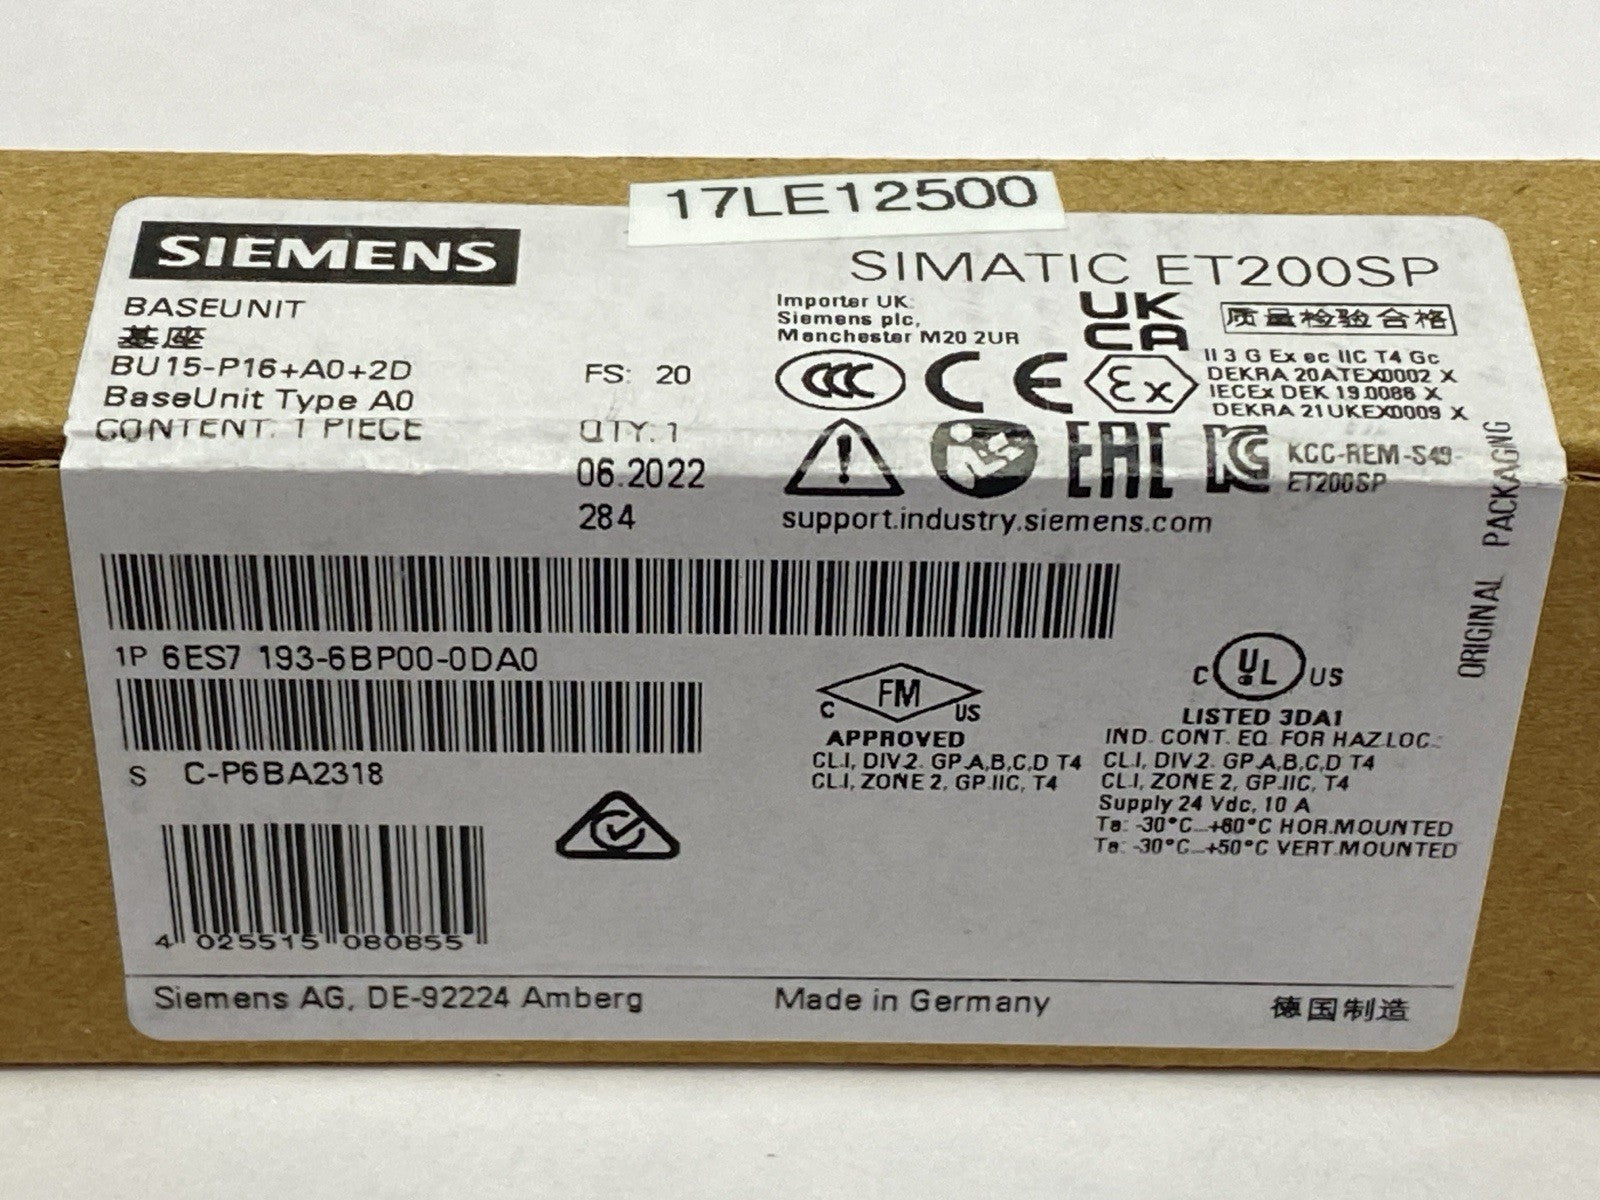 17LE12500
SIEMENS
SIMATIC ET200SP
BASEUNIT
基座
BU15-P16+A0+2D
BaseUnit Type A0
CONTENT: 1 PIECE
FS: 20
QTY: 1
06.2022
284
Importer UK:
Siemens plc,
Manchester M20 2UR
UK
CA
质量检验合格
CCC
CE
Ex
II 3 G Ex ec IIC T4 Gc
DEKRA 20ATEX0002 X
IECEx DEK 19.0086 X
DEKRA 21UKEX0009 X
EAC
KCC-REM-S49-
ET200SP
support.industry.siemens.com
ORIGINAL PACKAGING
1P 6ES7 193-6BP00-0DA0
S C-P6BA2318
4 025515 080855
C FM US
APPROVED
CL.I, DIV.2. GP.A,B,C,D T4
CL.I, ZONE 2, GP.IIC, T4
C UL US
LISTED 3DA1
IND. CONT. EQ. FOR HAZ.LOC.:
CL.I, DIV.2. GP.A,B,C,D T4
CL.I, ZONE 2, GP.IIC, T4
Supply 24 Vdc, 10 A
Ta: -30°C...+60°C HOR.MOUNTED
Ta: -30°C...+50°C VERT.MOUNTED
Siemens AG, DE-92224 Amberg
Made in Germany
德国制造